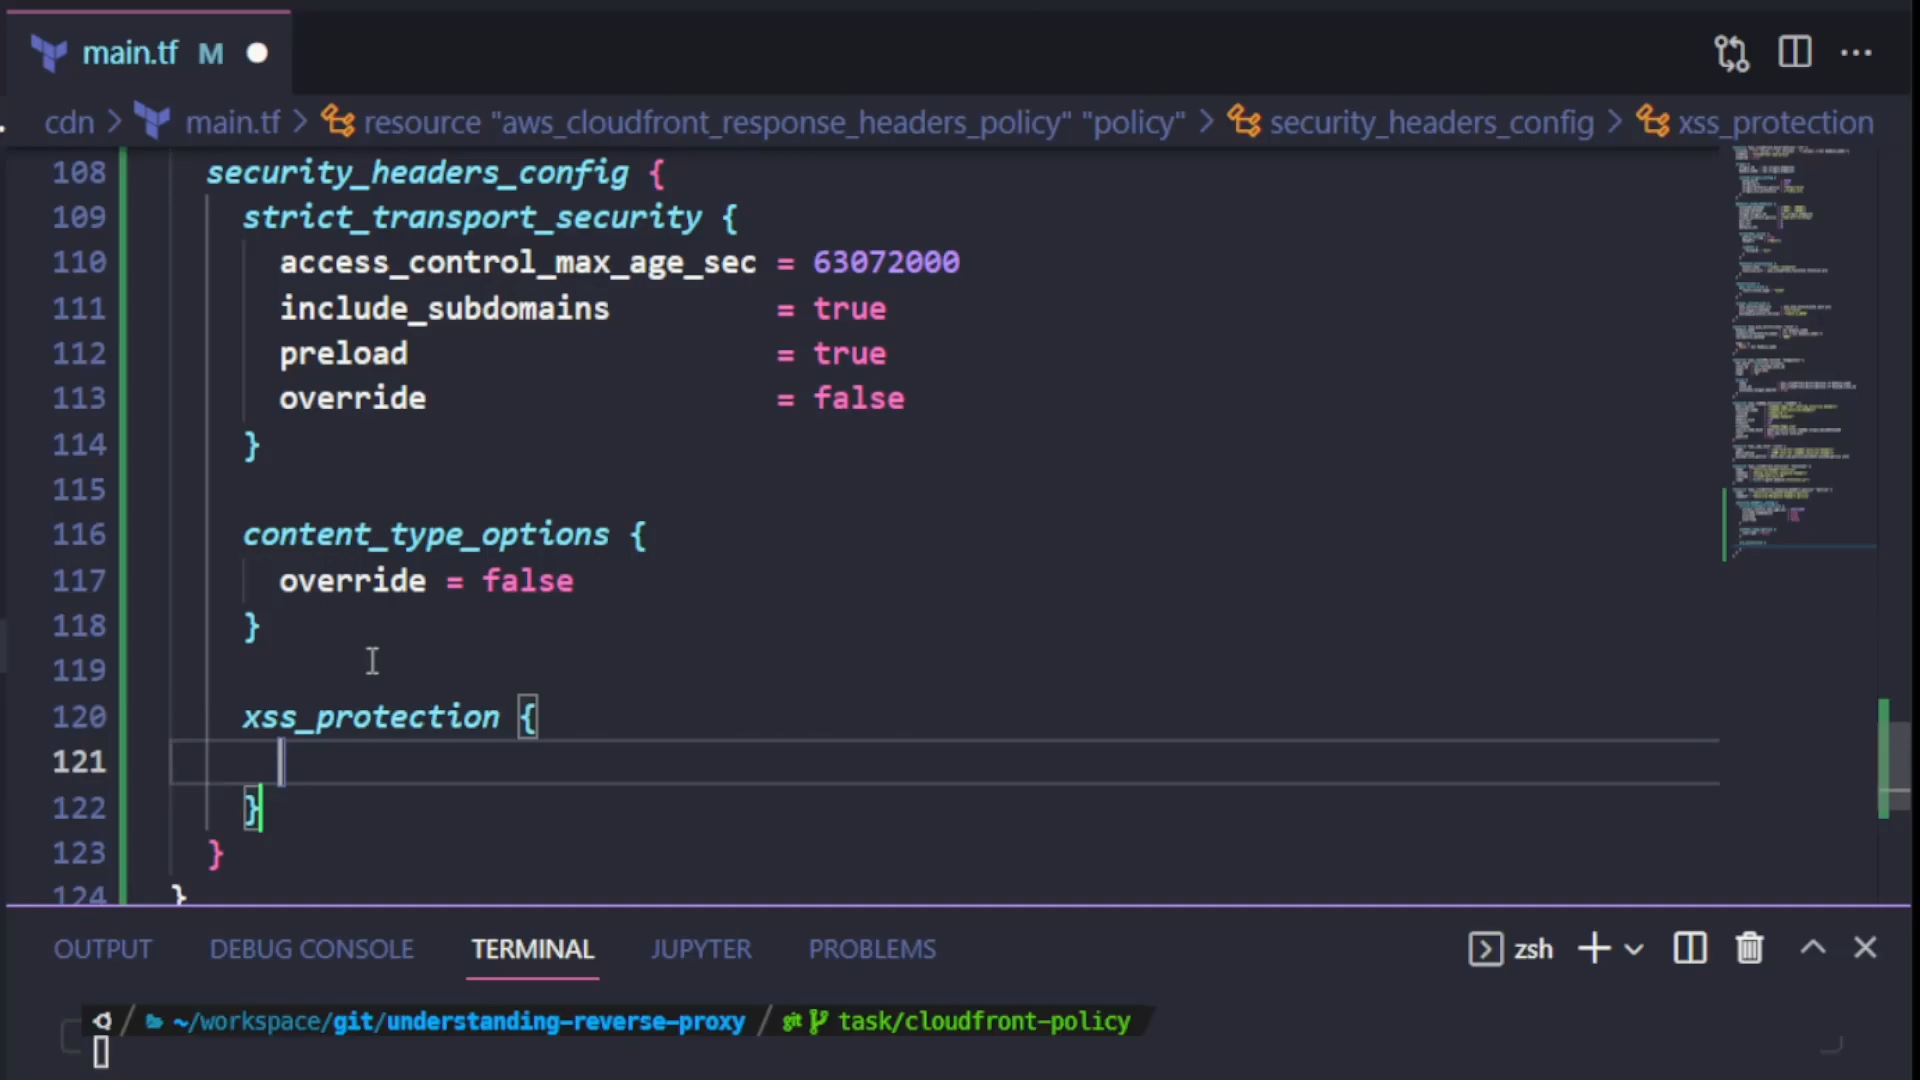 main.tf M
cdn > main.tf > resource "aws_cloudfront_response_headers_policy" "policy" > security_headers_config > xss_protection
108 security_headers_config {
109 strict_transport_security {
110 access_control_max_age_sec = 63072000
111 include_subdomains = true
112 preload = true
113 override = false
114 }
115
116 content_type_options {
117 override = false
118 }
119
120 xss_protection {
121
122 }
123 }
124 }
OUTPUT DEBUG CONSOLE TERMINAL JUPYTER PROBLEMS zsh
~/workspace/git/understanding-reverse-proxy / git task/cloudfront-policy